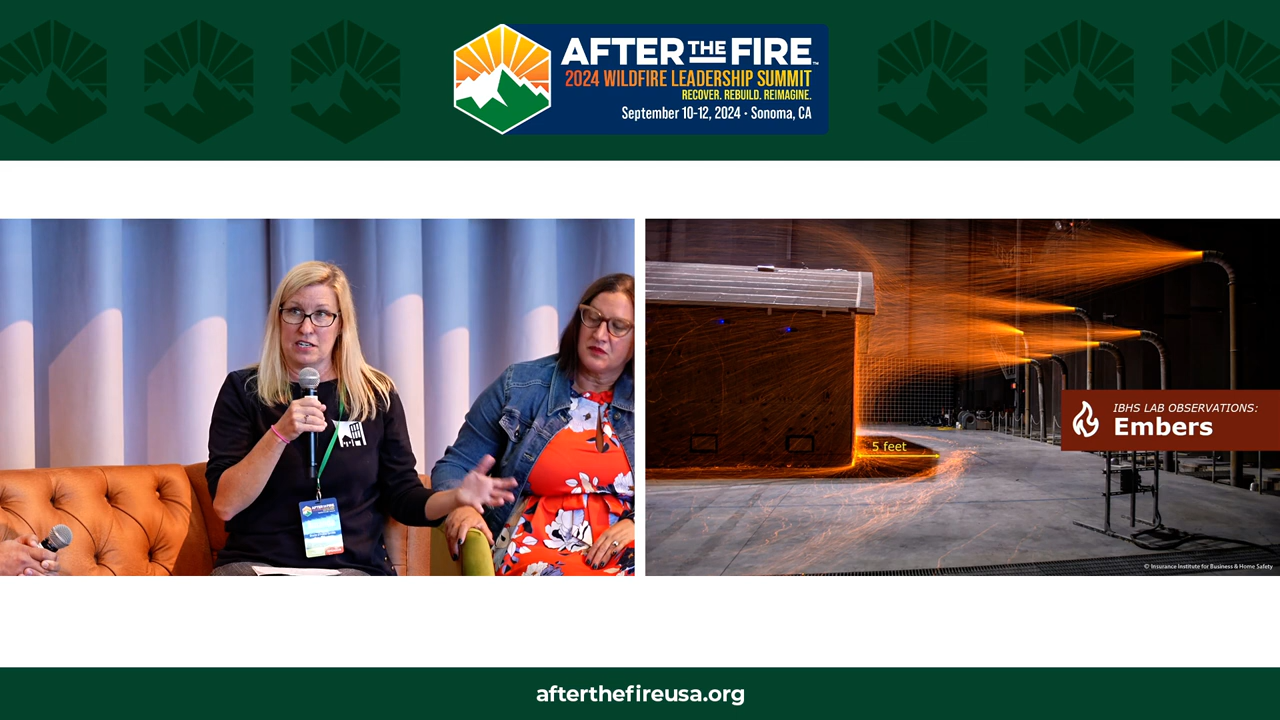 AFTER THE FIRE™
2024 WILDFIRE LEADERSHIP SUMMIT
RECOVER. REBUILD. REIMAGINE.
September 10-12, 2024 · Sonoma, CA
5 feet
IBHS LAB OBSERVATIONS:
Embers
© Insurance Institute for Business & Home Safety
afterthefireusa.org